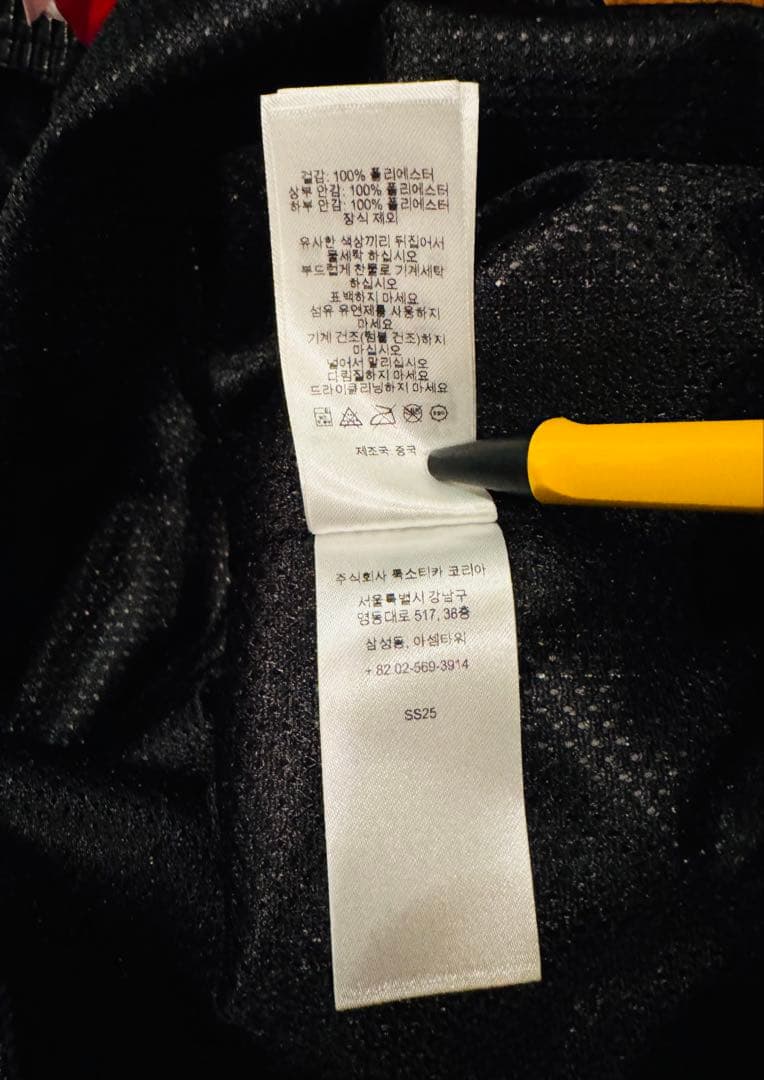 겉감: 100% 폴리에스터
상부 안감: 100% 폴리에스터
하부 안감: 100% 폴리에스터
장식 제외
유사한 색상끼리 뒤집어서
물세탁 하십시오
부드럽게 찬물로 기계세탁
하십시오
표백하지 마세요
섬유 유연제를 사용하지
마세요
기계 건조(텀블 건조)하지
마십시오
널어서 말리십시오
다림질하지 마세요
드라이클리닝하지 마세요
제조국: 중국
주식회사 룩소티카 코리아
서울특별시 강남구
영동대로 517, 38층
삼성동, 아셈타워
+ 82 02-569-3914
SS25